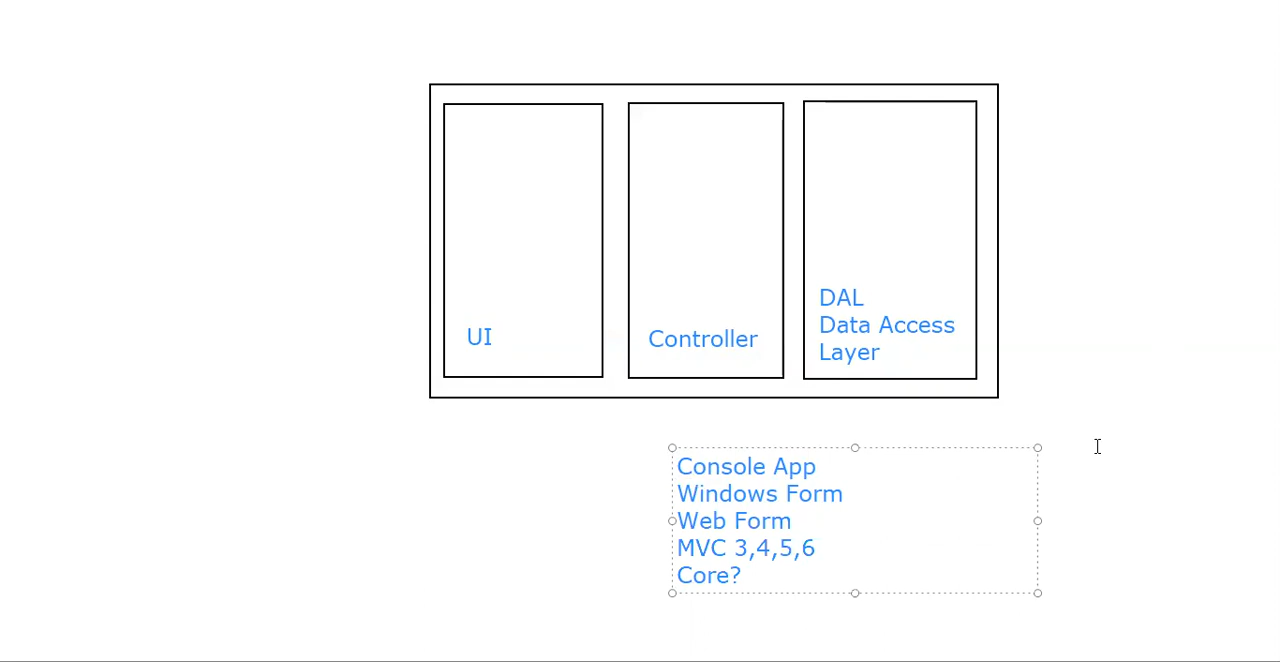 UI
Controller
DAL
Data Access
Layer
Console App
Windows Form
Web Form
MVC 3,4,5,6
Core?